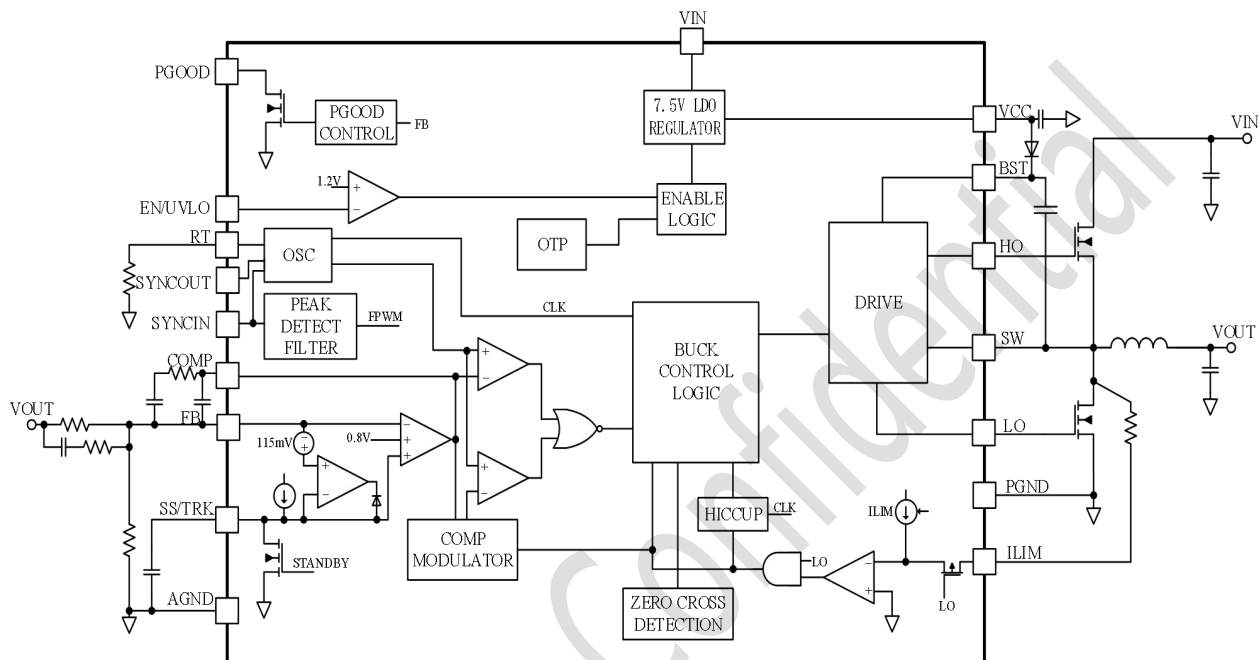 VIN
PGOOD
PGOOD
CONTROL
FB
7.5V LDO
REGULATOR
VCC
VIN
1.2V
+
−
BST
EN/UVLO
ENABLE
LOGIC
RT
OSC
OTP
HO
SYNCOUT
DRIVE
SYNCIN
PEAK
DETECT
FILTER
FPWM
CLK
SW
VOUT
COMP
+
−
BUCK
CONTROL
LOGIC
VOUT
FB
115mV
−
+
0.8V
−
+
+
LO
+
−
+
−
SS/TRK
PGND
HICCUP
CLK
ILIM
COMP
MODULATOR
STANDBY
LO
−
+
ILIM
LO
AGND
ZERO CROSS
DETECTION
Confidential